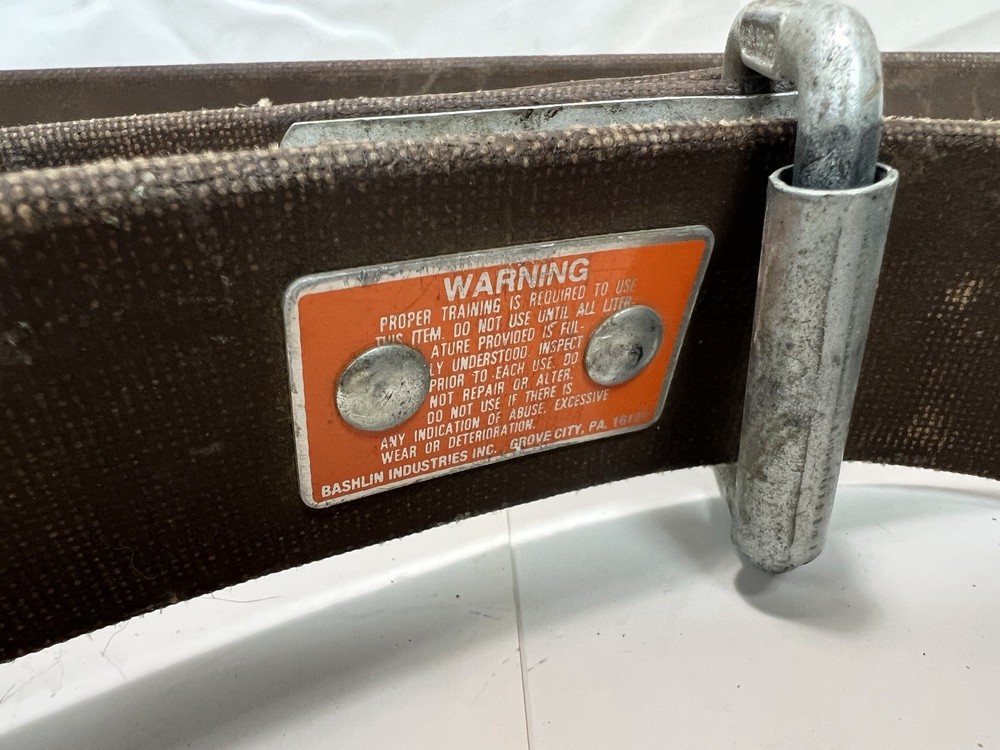 WARNING
PROPER TRAINING IS REQUIRED TO USE
THIS ITEM. DO NOT USE UNTIL ALL LITER-
ATURE PROVIDED IS FUL-
LY UNDERSTOOD. INSPECT
PRIOR TO EACH USE. DO
NOT REPAIR OR ALTER.
DO NOT USE IF THERE IS
ANY INDICATION OF ABUSE, EXCESSIVE
WEAR OR DETERIORATION.
BASHLIN INDUSTRIES INC. GROVE CITY, PA.